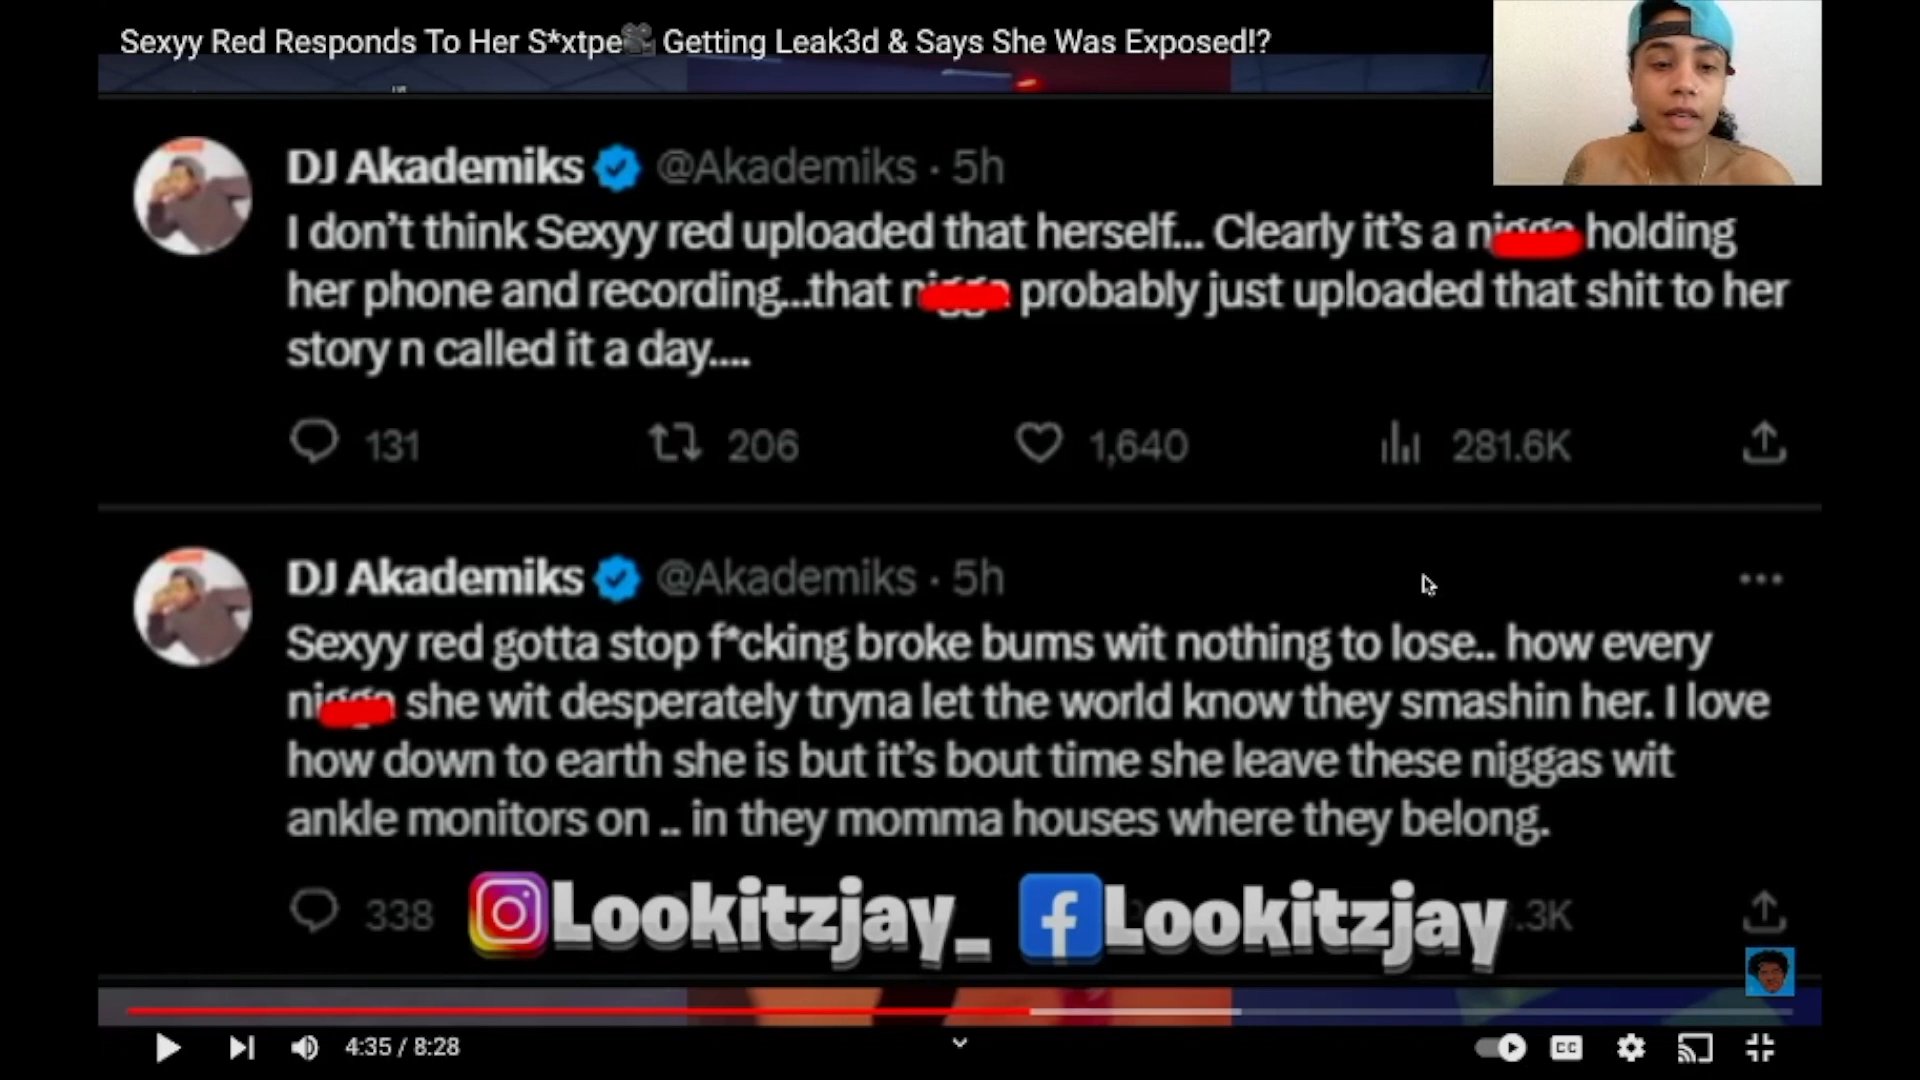 Sexyy Red Responds To Her S*xtpe🎥 Getting Leak3d & Says She Was Exposed!?
DJ Akademiks @Akademiks · 5h
I don't think Sexyy red uploaded that herself... Clearly it's a nigga holding
her phone and recording...that nigga probably just uploaded that shit to her
story n called it a day....
131 206 1,640 281.6K
DJ Akademiks @Akademiks · 5h
Sexyy red gotta stop f*cking broke bums wit nothing to lose.. how every
nigga she wit desperately tryna let the world know they smashin her. I love
how down to earth she is but it's bout time she leave these niggas wit
ankle monitors on .. in they momma houses where they belong.
338 Lookitzjay_ Lookitzjay .3K
4:35 / 8:28 CC